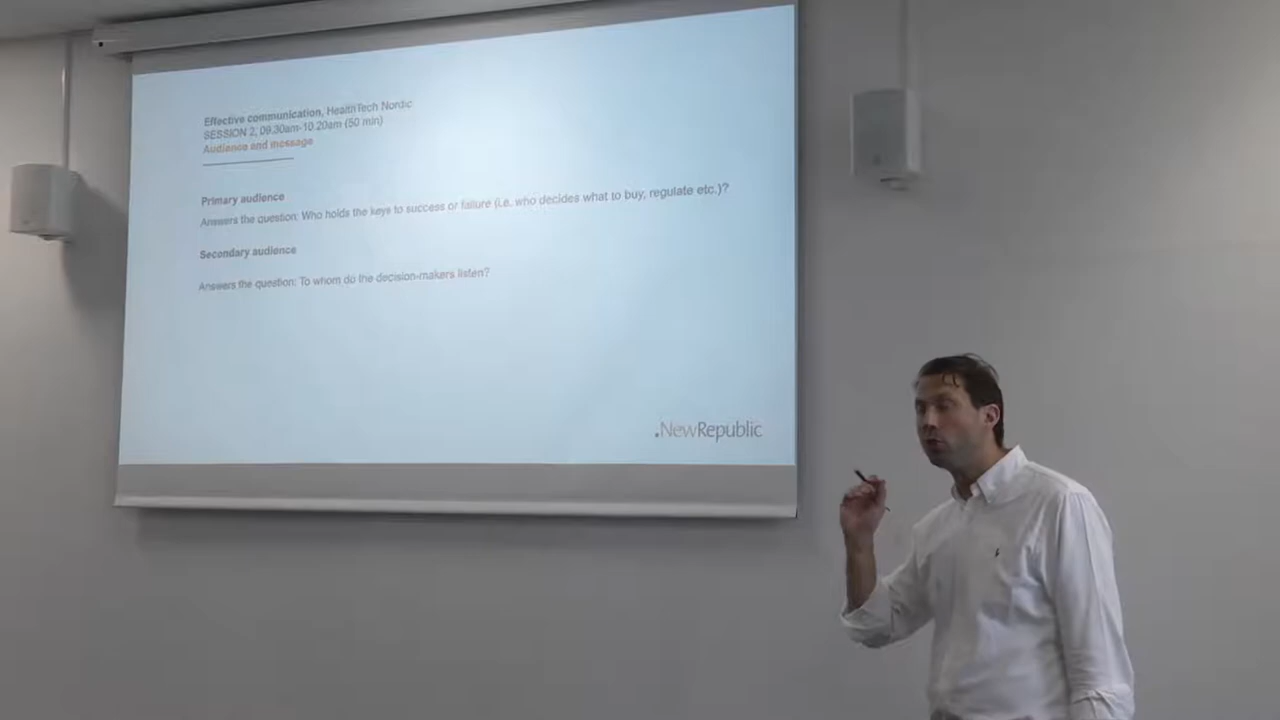 Effective communication, HealthTech Nordic
SESSION 2, 09.30am-10.20am (50 min)
Audience and message
Primary audience
Answers the question: Who holds the keys to success or failure (i.e. who decides what to buy, regulate etc.)?
Secondary audience
Answers the question: To whom do the decision-makers listen?
.NewRepublic